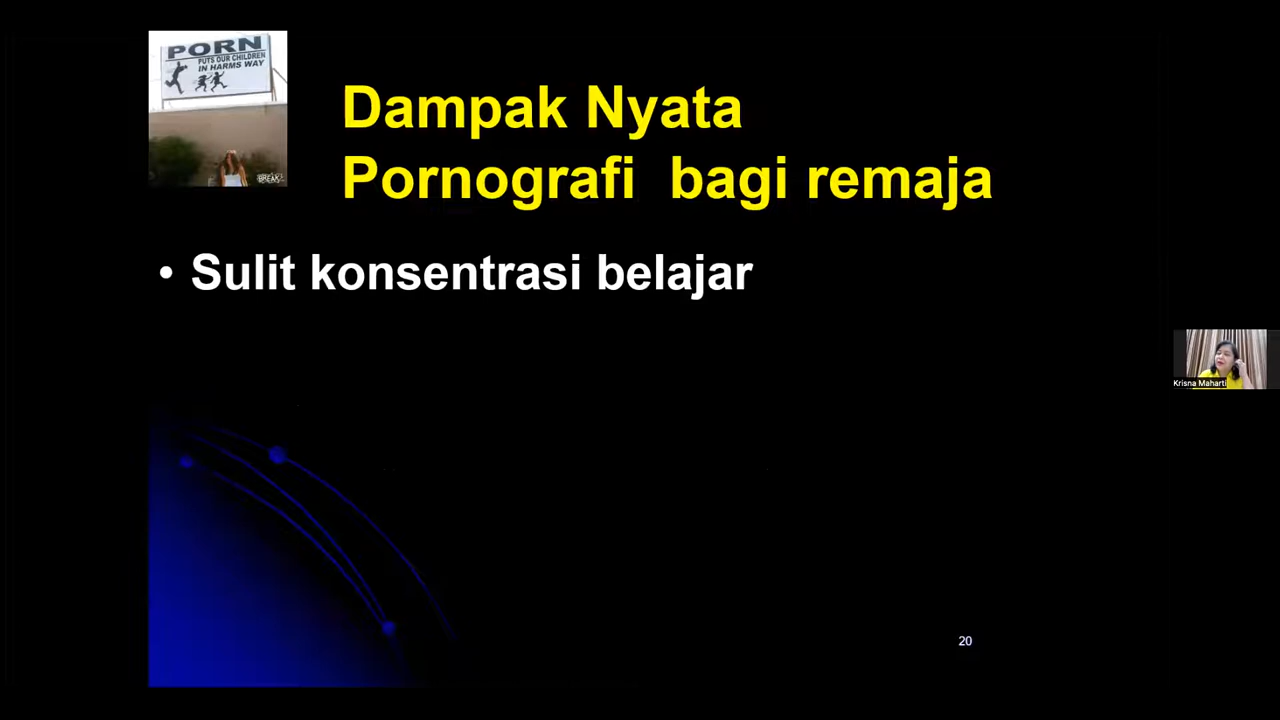 PORN
PUTS OUR CHILDREN
IN HARMS WAY
BREAK
Dampak Nyata
Pornografi bagi remaja
• Sulit konsentrasi belajar
Krisna Maharti
20